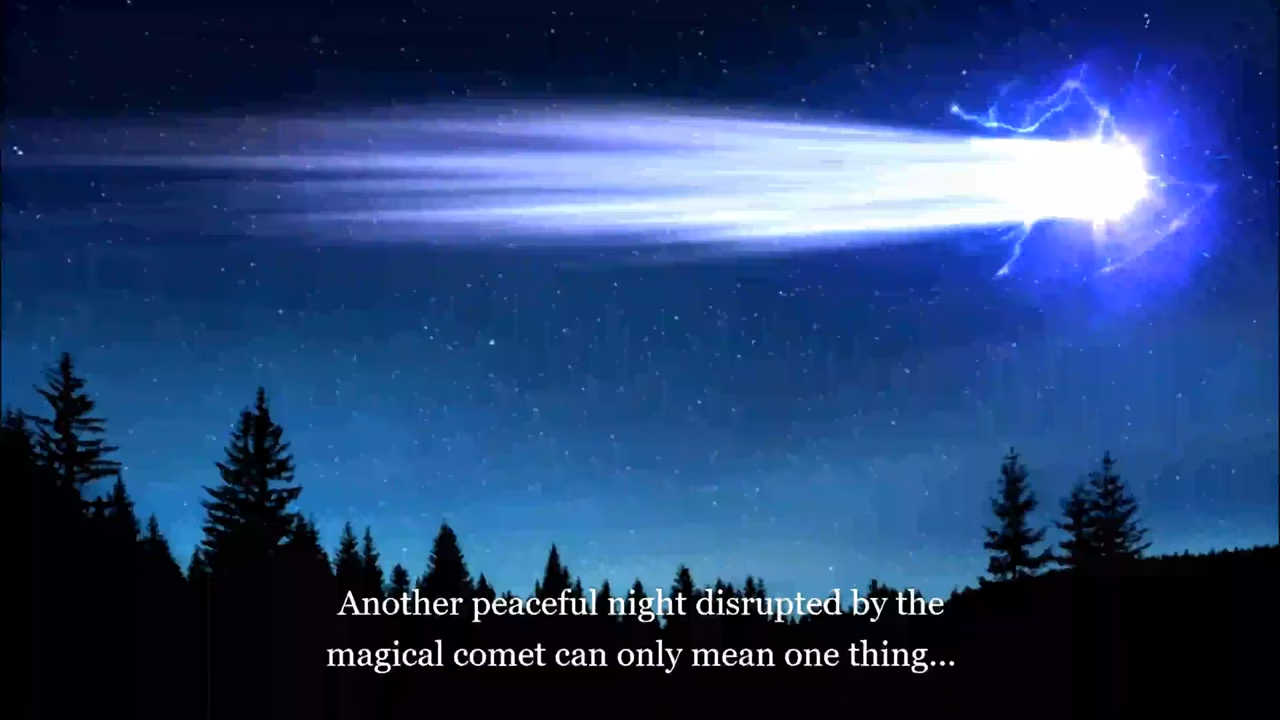 Another peaceful night disrupted by the
magical comet can only mean one thing...